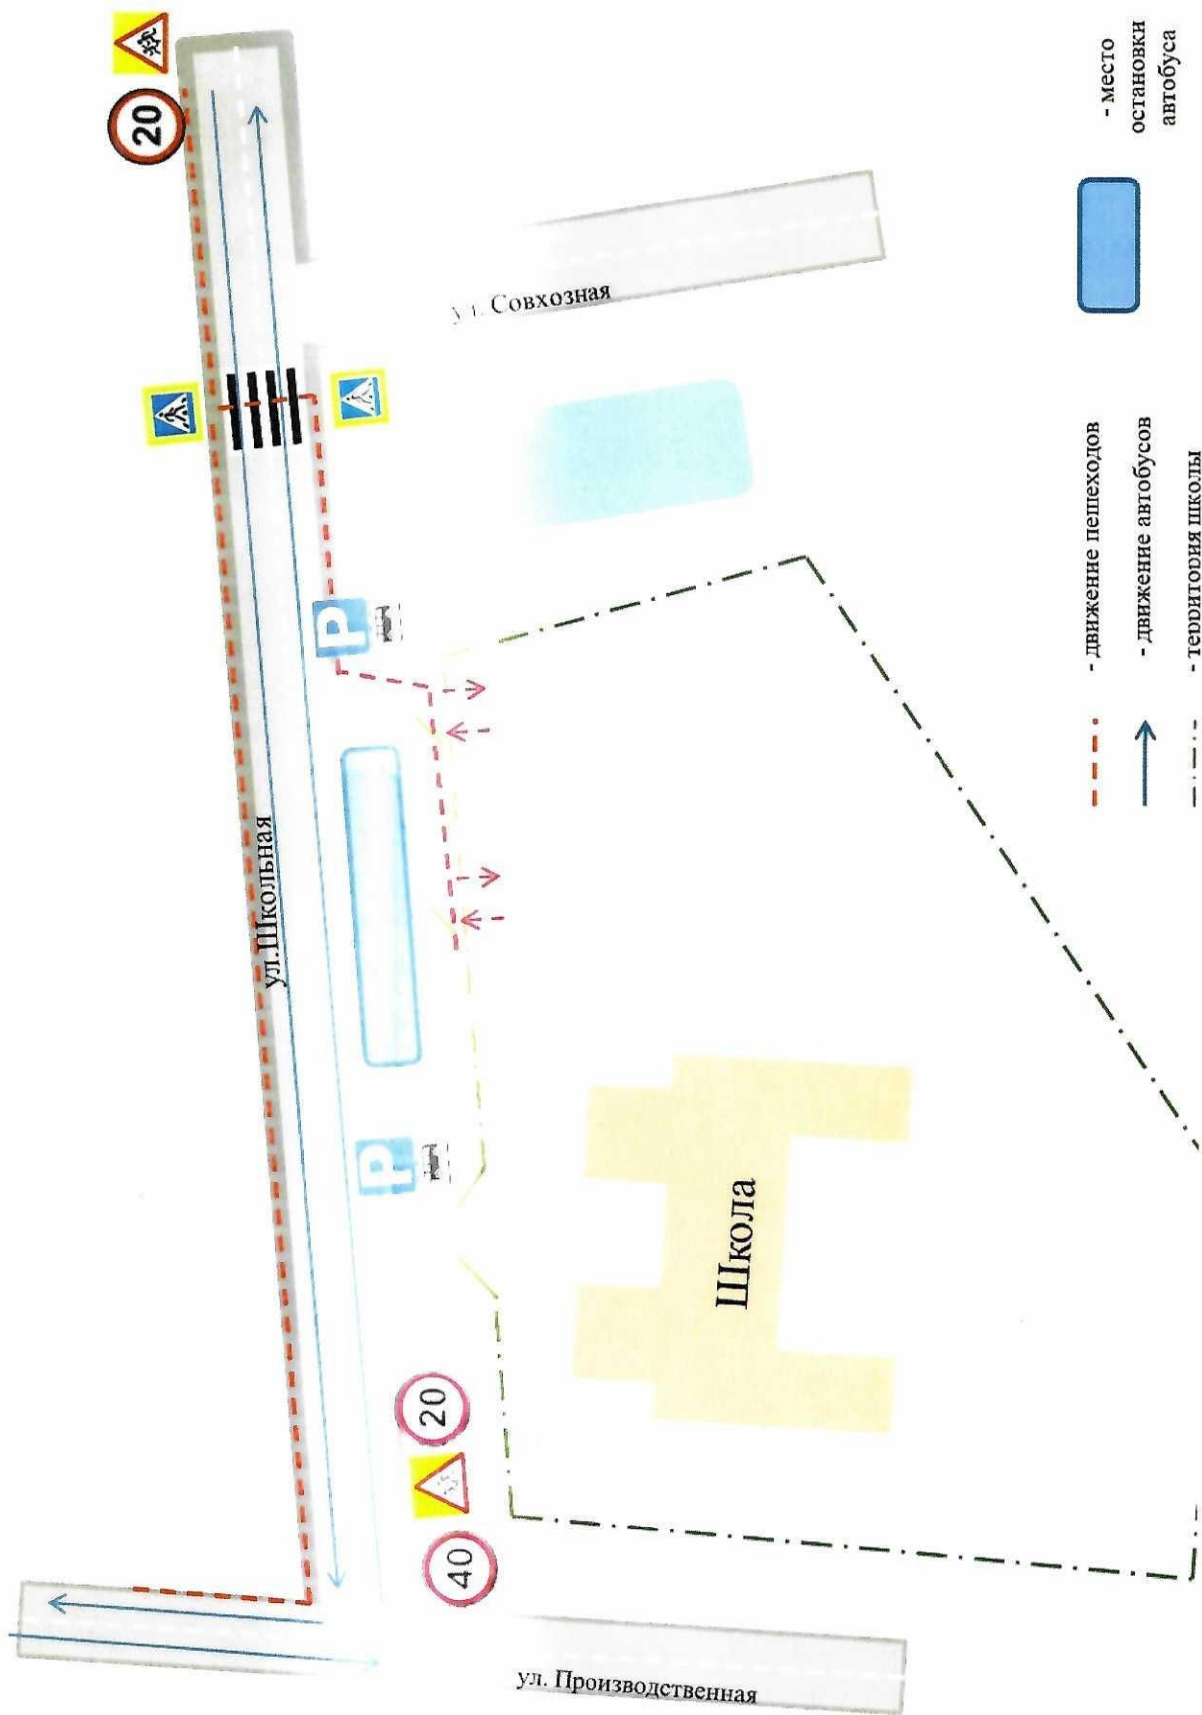 20
ул.Школьная
ул. Совхозная
P
P
20
40
Школа
ул. Производственная
- движение пешеходов
- движение автобусов
- территория школы
- место
остановки
автобуса